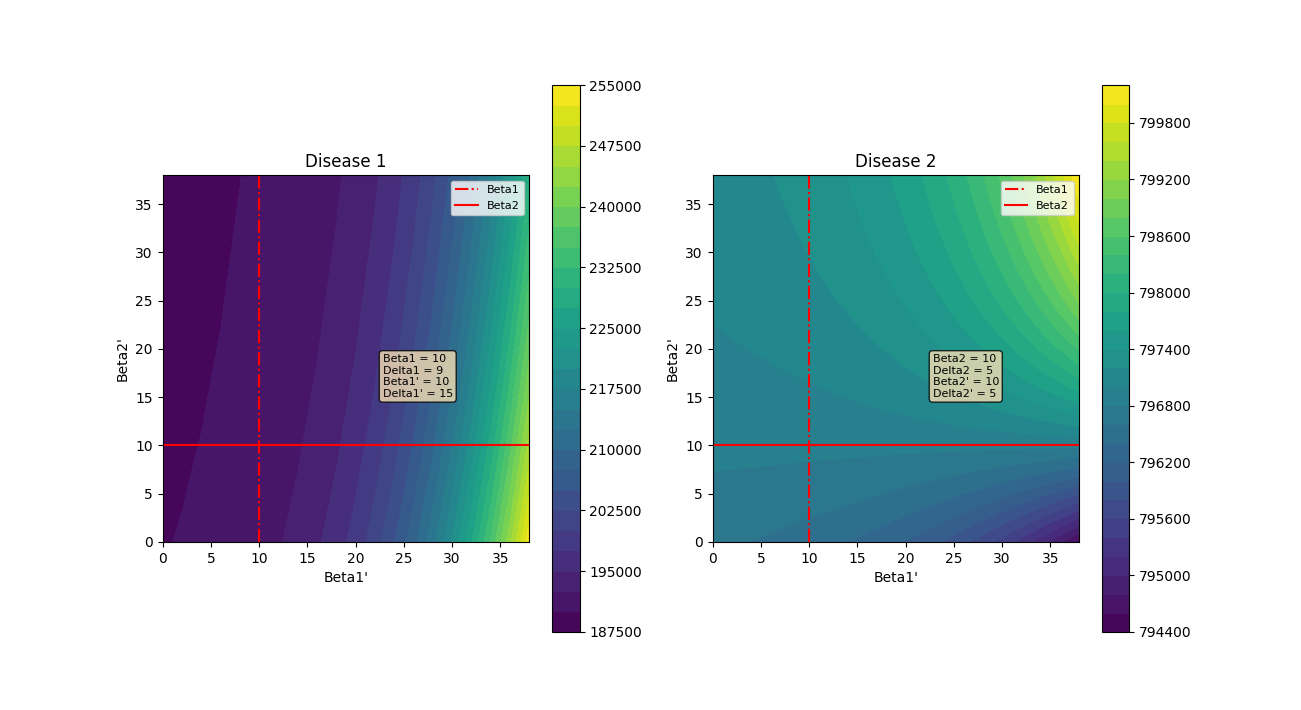 Disease 1
Beta1
Beta2
35
30
25
20
15
10
5
0
Beta2'
Beta1 = 10
Delta1 = 9
Beta1' = 10
Delta1' = 15
0 5 10 15 20 25 30 35
Beta1'
255000
247500
240000
232500
225000
217500
210000
202500
195000
187500
Disease 2
Beta1
Beta2
35
30
25
20
15
10
5
0
Beta2'
Beta2 = 10
Delta2 = 5
Beta2' = 10
Delta2' = 5
0 5 10 15 20 25 30 35
Beta1'
799800
799200
798600
798000
797400
796800
796200
795600
795000
794400